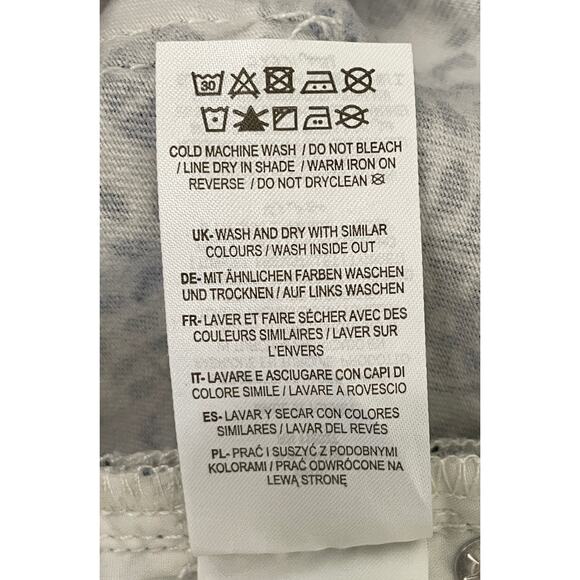 30
COLD MACHINE WASH / DO NOT BLEACH
/ LINE DRY IN SHADE / WARM IRON ON
REVERSE / DO NOT DRYCLEAN
UK- WASH AND DRY WITH SIMILAR
COLOURS / WASH INSIDE OUT
DE- MIT ÄHNLICHEN FARBEN WASCHEN
UND TROCKNEN / AUF LINKS WASCHEN
FR- LAVER ET FAIRE SÉCHER AVEC DES
COULEURS SIMILAIRES / LAVER SUR
L'ENVERS
IT- LAVARE E ASCIUGARE CON CAPI DI
COLORE SIMILE / LAVARE A ROVESCIO
ES- LAVAR Y SECAR CON COLORES
SIMILARES / LAVAR DEL REVÉS
PL- PRAĆ I SUSZYĆ Z PODOBNYMI
KOLORAMI / PRAĆ ODWRÓCONE NA
LEWĄ STRONĘ